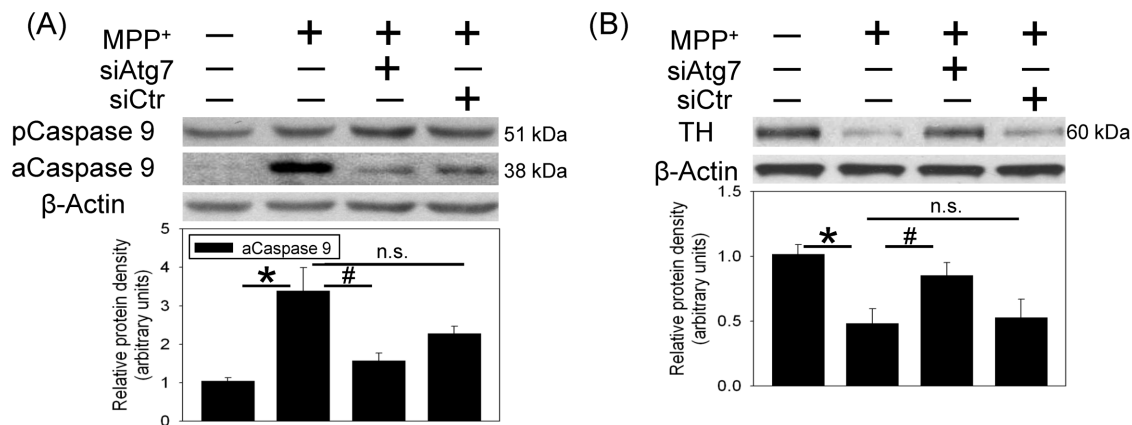 (A)
MPP⁺ — + + +
siAtg7 — — + —
siCtr — — — +
pCaspase 9 51 kDa
aCaspase 9 38 kDa
β-Actin
Relative protein density
(arbitrary units)
5
4
3
2
1
0
aCaspase 9
*
#
n.s.
(B)
MPP⁺ — + + +
siAtg7 — — + —
siCtr — — — +
TH 60 kDa
β-Actin
Relative protein density
(arbitrary units)
1.5
1.0
0.5
0.0
*
#
n.s.